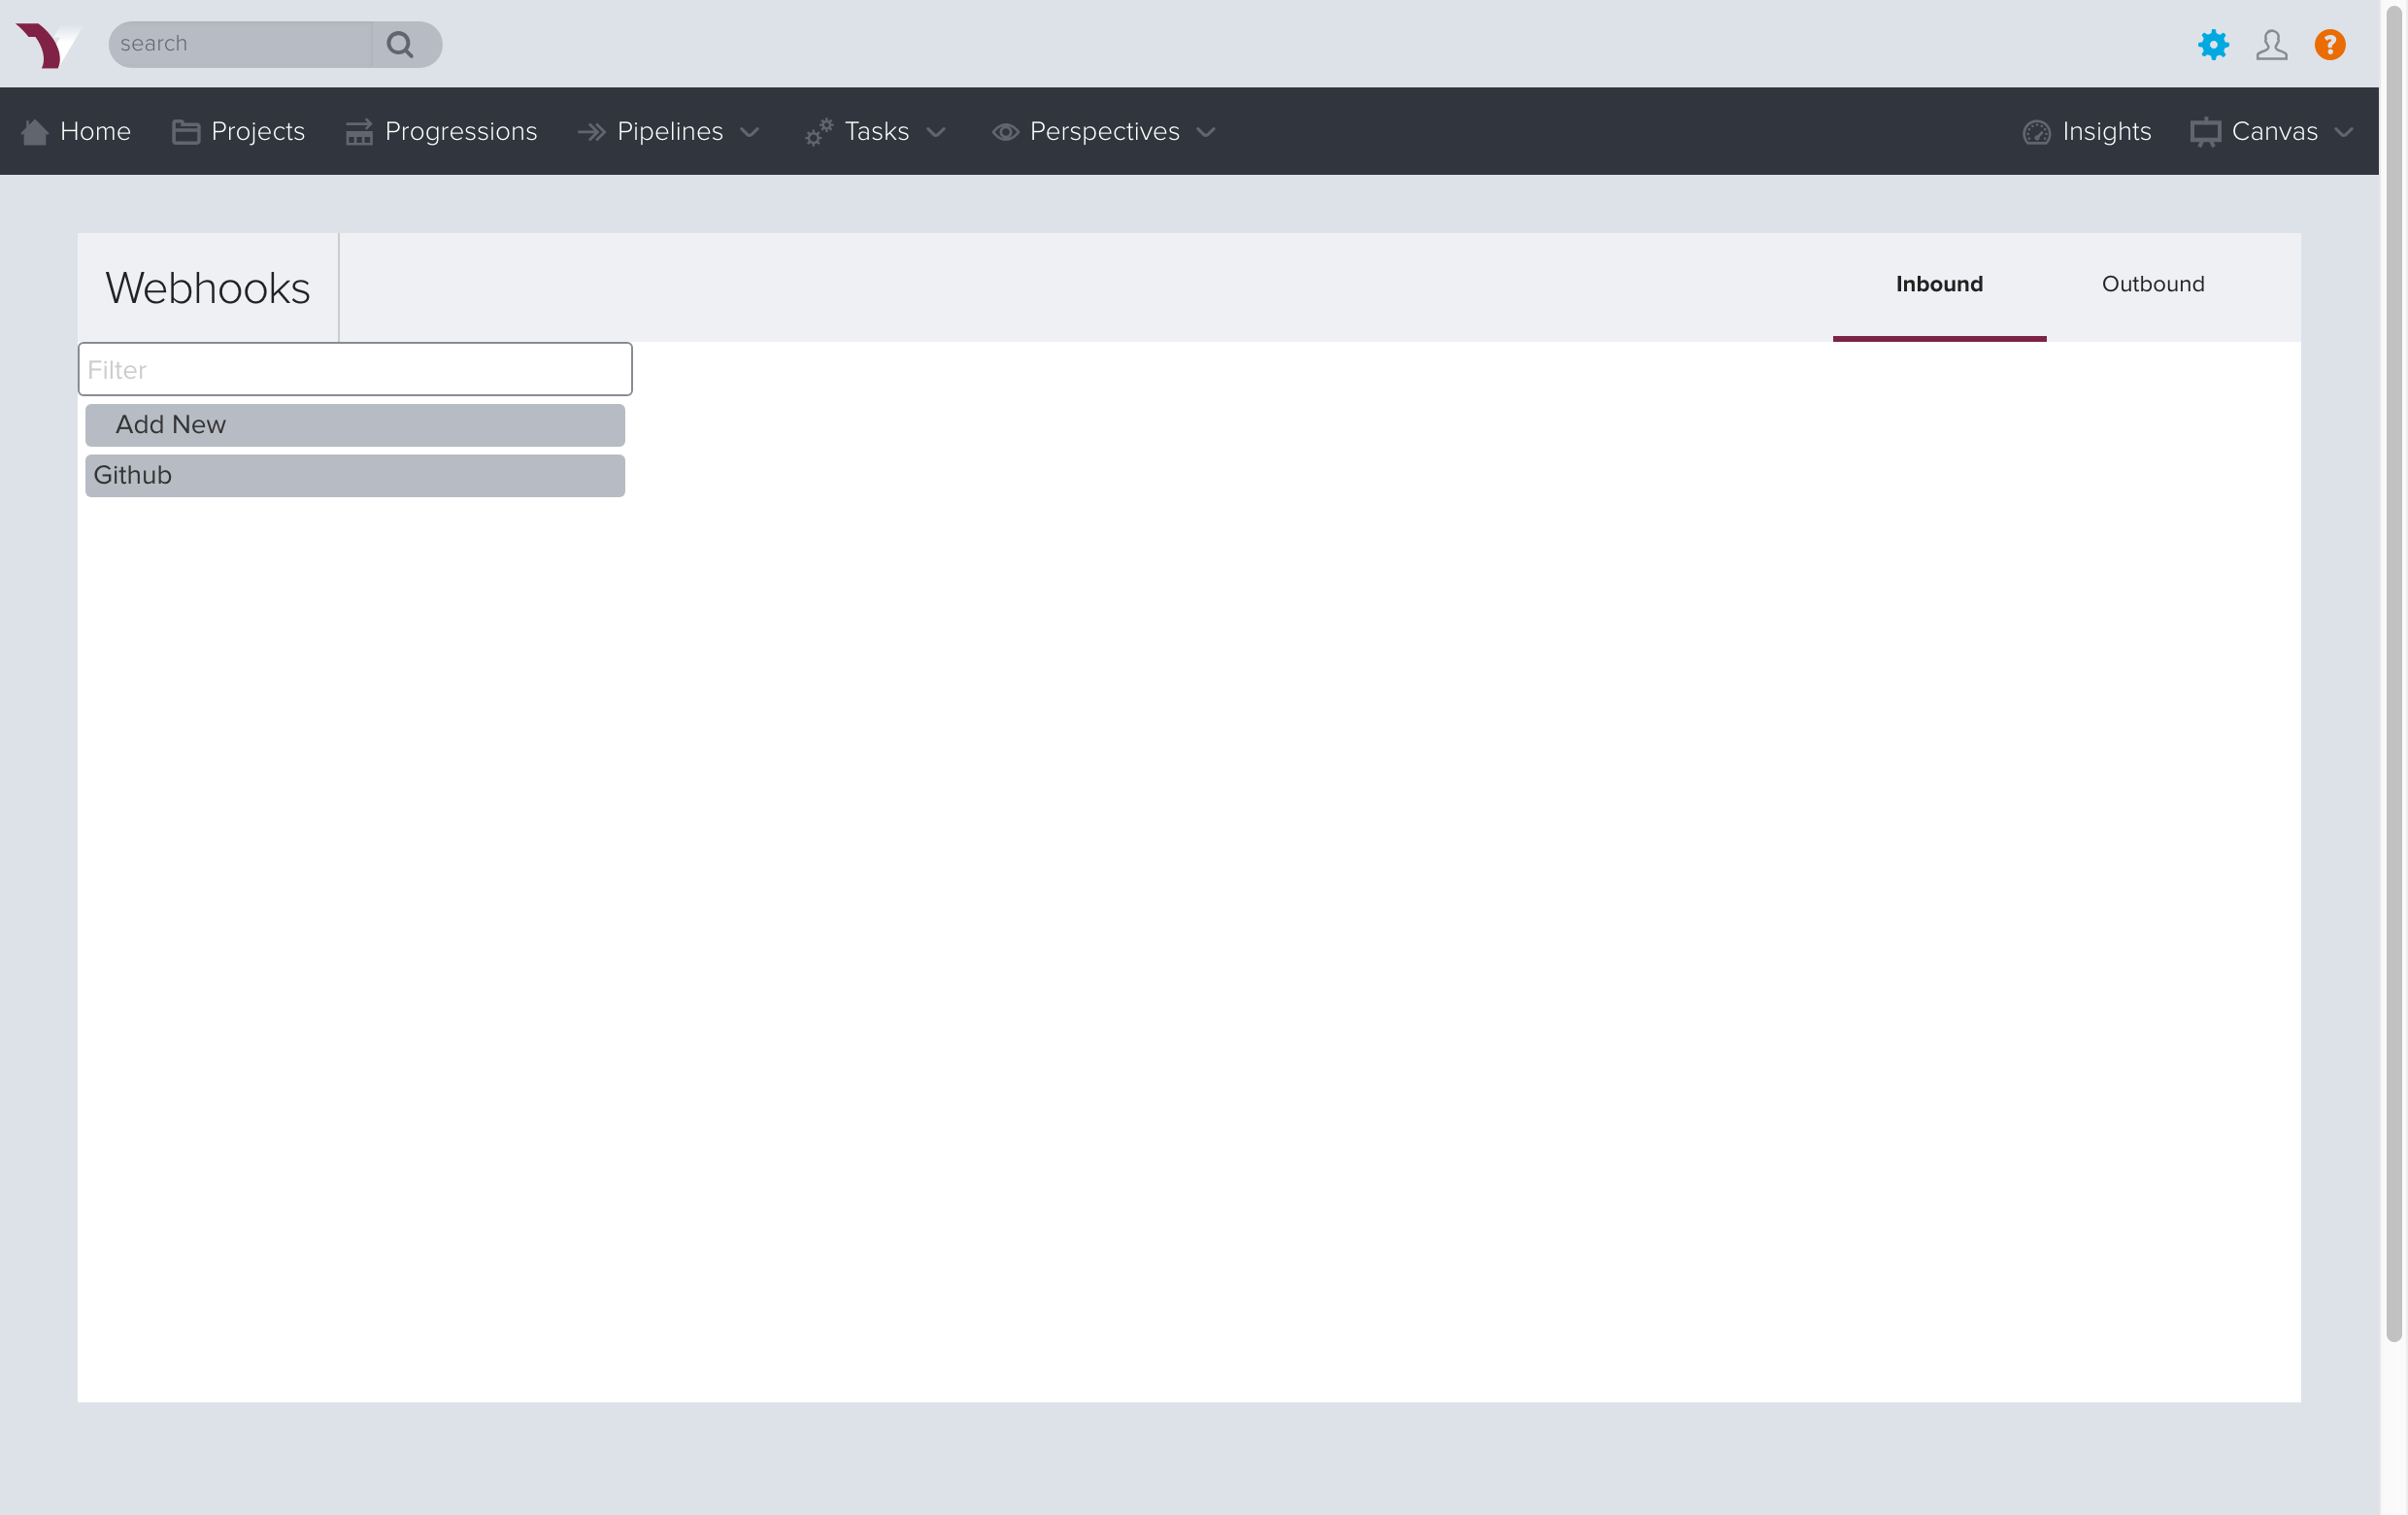 search
Home Projects Progressions Pipelines Tasks Perspectives Insights Canvas
Webhooks Inbound Outbound
Filter
Add New
Github